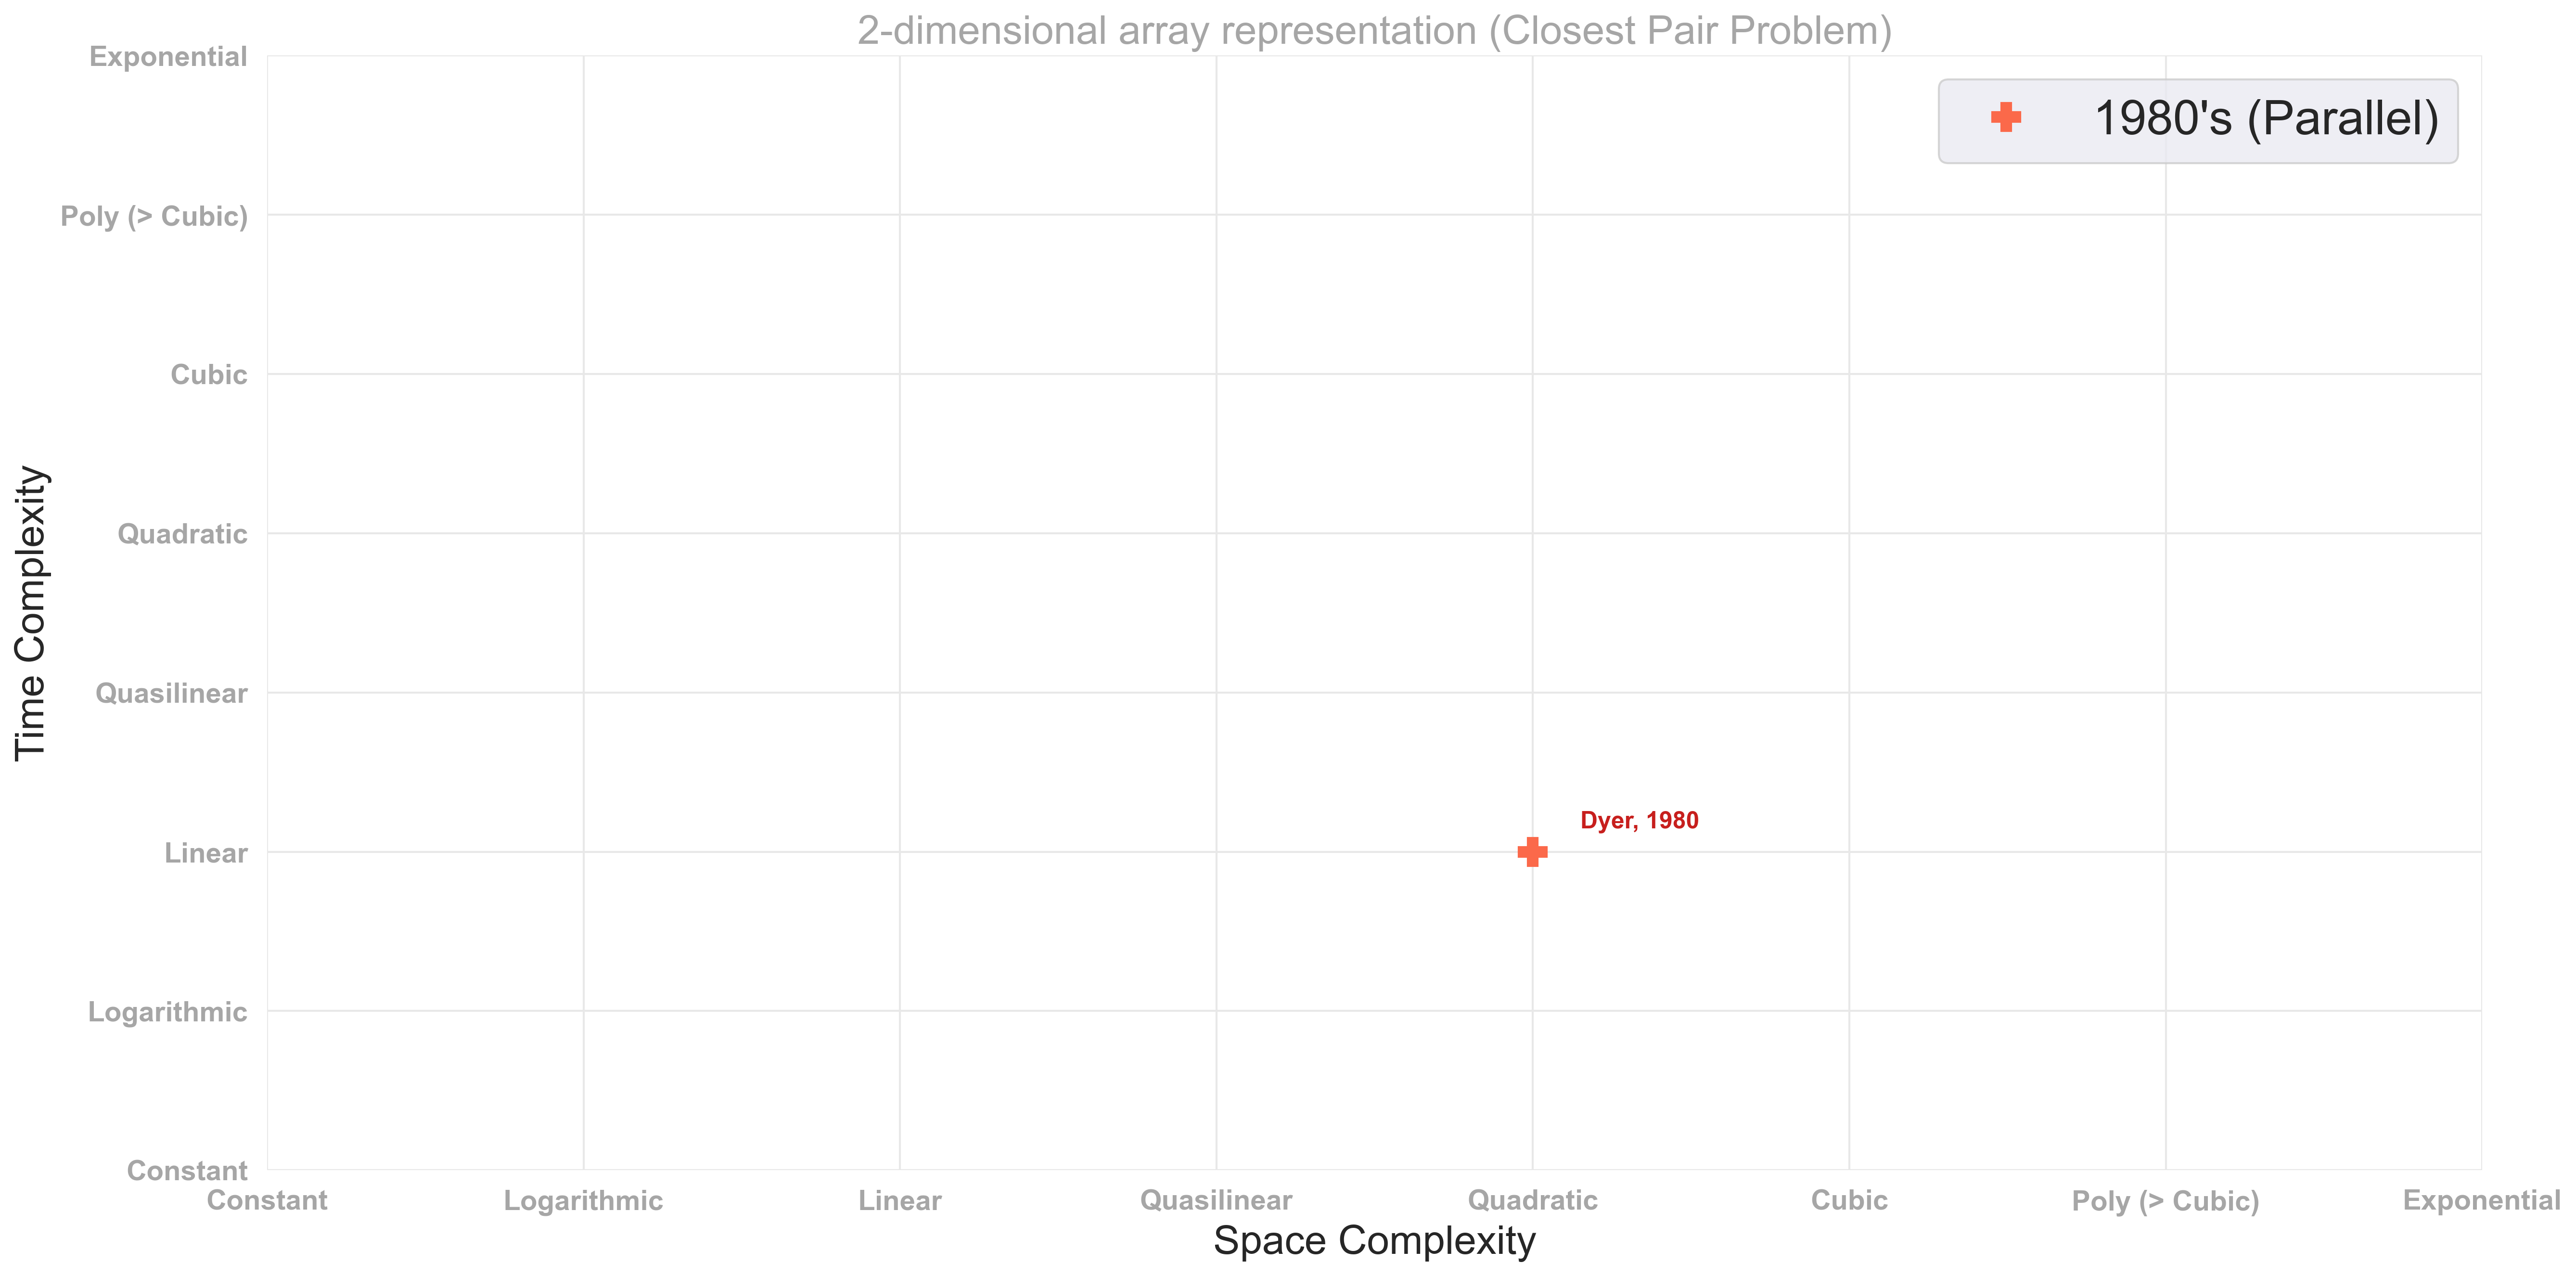 2-dimensional array representation (Closest Pair Problem)
1980's (Parallel)
Time Complexity
Exponential
Poly (> Cubic)
Cubic
Quadratic
Quasilinear
Linear
Logarithmic
Constant
Dyer, 1980
Constant
Logarithmic
Linear
Quasilinear
Quadratic
Cubic
Poly (> Cubic)
Exponential
Space Complexity